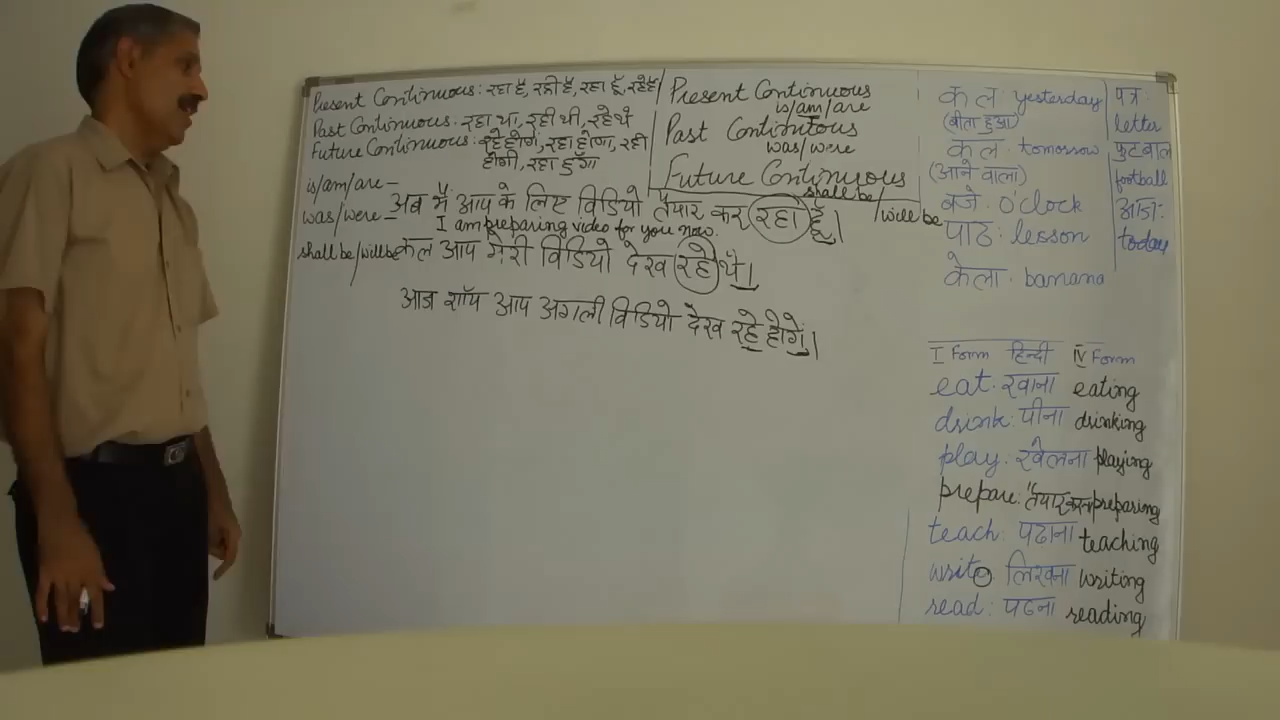 Present Continuous: रहा है, रही है, रहा हूँ, रहे हैं
Past Continuous: रहा था, रही थी, रहे थे
Future Continuous: रहे होगें, रहा होगा, रही
होगी, रहा हूँगा
Present Continuous
is/am/are
Past Continutous
was/were
Future Continuous
shall be/will be
is/am/are–
was/were–
shall be/will be
अब मैं आप के लिए विडियो तैयार कर रहा हूँ।
I am preparing video for you now.
कल आप मेरी विडियो देख रहे थे।
आज शॉय आप अगली विडियो देख रहे होगें।
कल: yesterday
(बीता हुआ)
कल: tomorrow
(आने वाला)
बजे: o'clock
पाठ: lesson
केला: banana
पत्र:
letter
फुटबाल
football
आज:
today
I Form हिन्दी IV Form
eat: खाना eating
drink: पीना drinking
play: खेलना playing
prepare: तैयार करना preparing
teach: पढाना teaching
write लिखना writing
read: पढना reading